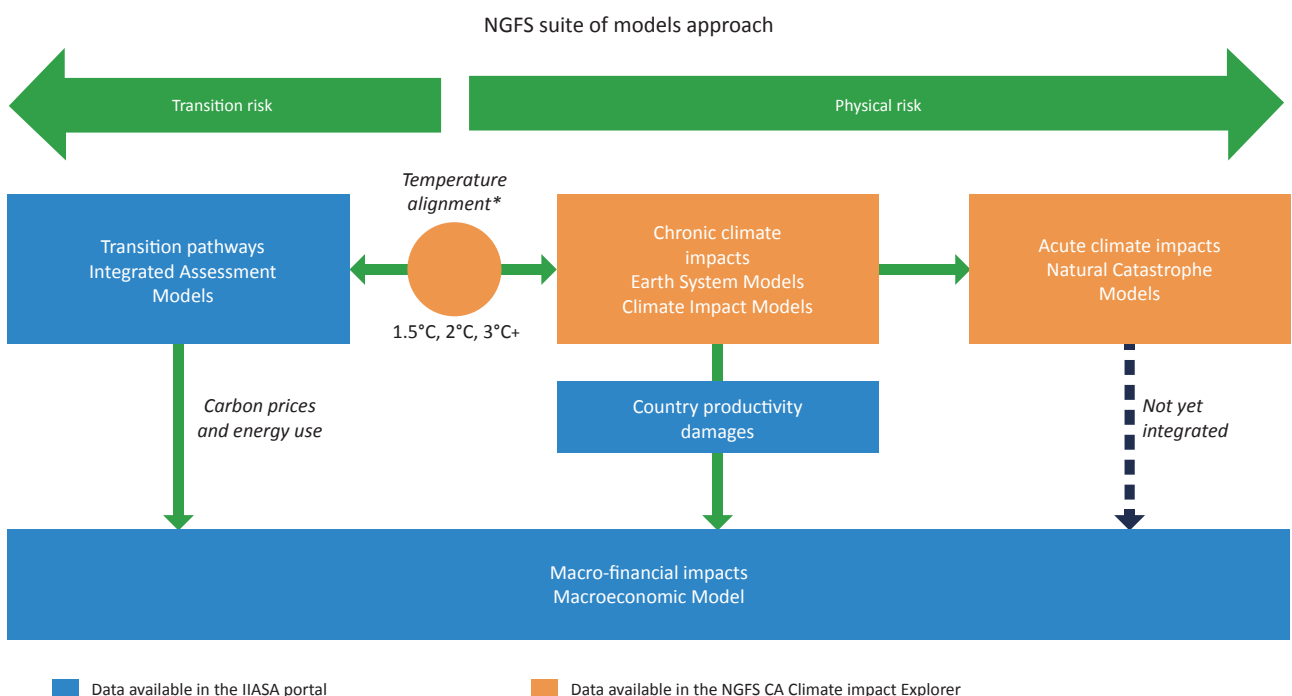 NGFS suite of models approach
Transition risk
Physical risk
Temperature
alignment*
1.5°C, 2°C, 3°C+
Transition pathways
Integrated Assessment
Models
Chronic climate
impacts
Earth System Models
Climate Impact Models
Acute climate impacts
Natural Catastrophe
Models
Carbon prices
and energy use
Country productivity
damages
Not yet
integrated
Macro-financial impacts
Macroeconomic Model
Data available in the IIASA portal
Data available in the NGFS CA Climate impact Explorer